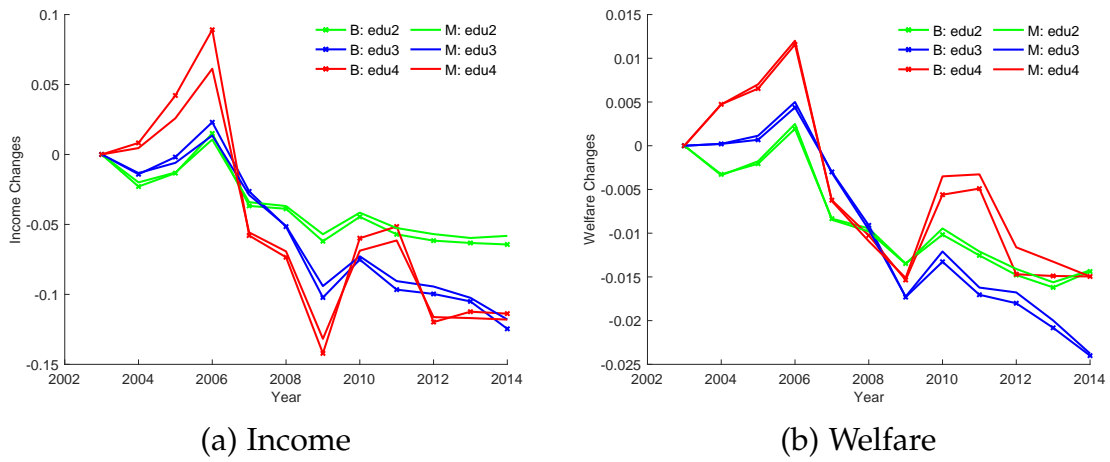 0.1
0.05
0
-0.05
-0.1
-0.15
Income Changes
B: edu2
B: edu3
B: edu4
M: edu2
M: edu3
M: edu4
2002 2004 2006 2008 2010 2012 2014
Year
(a) Income
0.015
0.01
0.005
0
-0.005
-0.01
-0.015
-0.02
-0.025
Welfare Changes
B: edu2
B: edu3
B: edu4
M: edu2
M: edu3
M: edu4
2002 2004 2006 2008 2010 2012 2014
Year
(b) Welfare